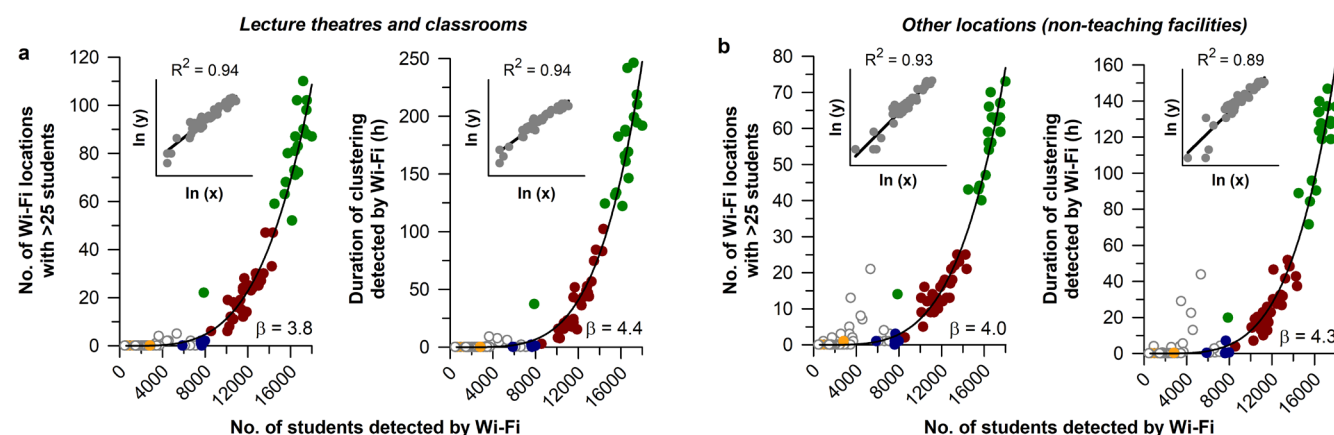 Lecture theatres and classrooms
Other locations (non-teaching facilities)
a
No. of Wi-Fi locations
with >25 students
120
100
80
60
40
20
0
R² = 0.94
ln (y)
ln (x)
β = 3.8
0
4000
8000
12000
16000
Duration of clustering
detected by Wi-Fi (h)
250
200
150
100
50
0
R² = 0.94
ln (y)
ln (x)
β = 4.4
0
4000
8000
12000
16000
No. of students detected by Wi-Fi
b
No. of Wi-Fi locations
with >25 students
80
70
60
50
40
30
20
10
0
R² = 0.93
ln (y)
ln (x)
β = 4.0
0
4000
8000
12000
16000
Duration of clustering
detected by Wi-Fi (h)
160
140
120
100
80
60
40
20
0
R² = 0.89
ln (y)
ln (x)
β = 4.3
0
4000
8000
12000
16000
No. of students detected by Wi-Fi